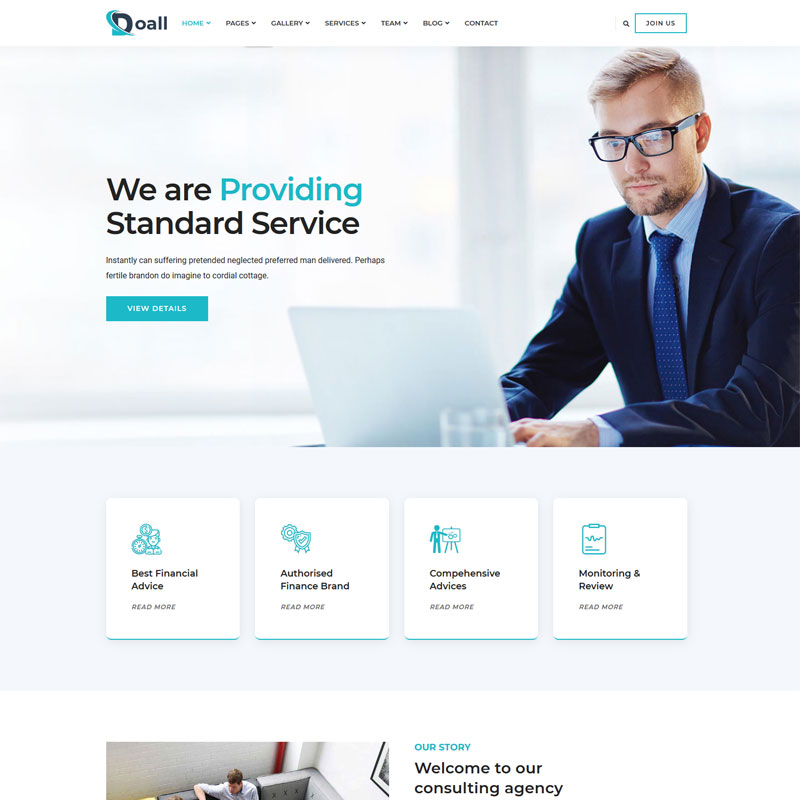 Doall
HOME PAGES GALLERY SERVICES TEAM BLOG CONTACT
JOIN US
We are Providing
Standard Service
Instantly can suffering pretended neglected preferred man delivered. Perhaps
fertile brandon do imagine to cordial cottage.
VIEW DETAILS
Best Financial
Advice
READ MORE
Authorised
Finance Brand
READ MORE
Compehensive
Advices
READ MORE
Monitoring &
Review
READ MORE
OUR STORY
Welcome to our
consulting agency